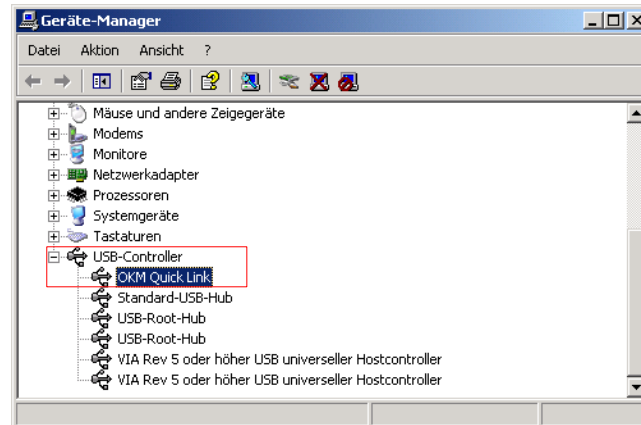 Geräte-Manager
Datei Aktion Ansicht ?
Mäuse und andere Zeigegeräte
Modems
Monitore
Netzwerkadapter
Prozessoren
Systemgeräte
Tastaturen
USB-Controller
OKM Quick Link
Standard-USB-Hub
USB-Root-Hub
USB-Root-Hub
VIA Rev 5 oder höher USB universeller Hostcontroller
VIA Rev 5 oder höher USB universeller Hostcontroller